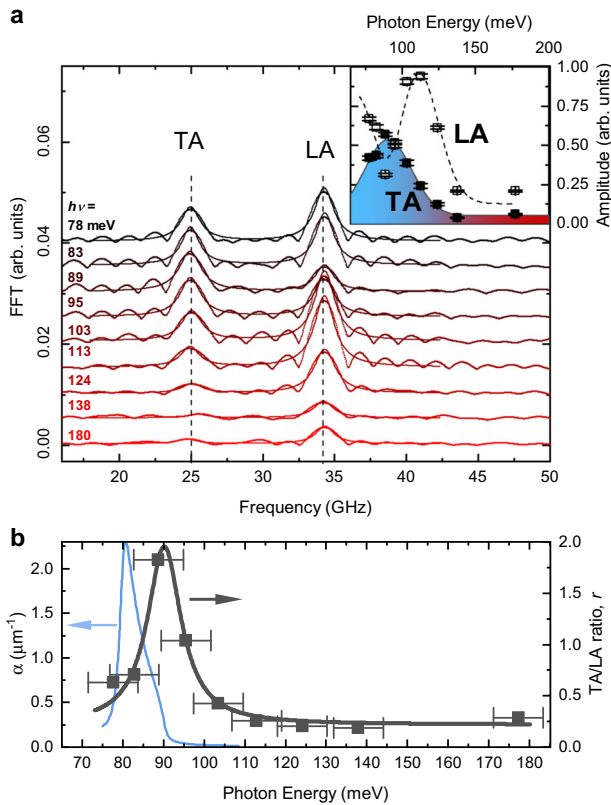 a
Photon Energy (meV)
100 150 200
0.00 0.25 0.50 0.75 1.00
Amplitude (arb. units)
LA
TA
TA
LA
FFT (arb. units)
0.00 0.02 0.04 0.06
hν =
78 meV
83
89
95
103
113
124
138
180
20 25 30 35 40 45 50
Frequency (GHz)
b
α (μm⁻¹)
0.0 0.5 1.0 1.5 2.0
TA/LA ratio, r
0.0 0.5 1.0 1.5 2.0
70 80 90 100 110 120 130 140 150 160 170 180
Photon Energy (meV)